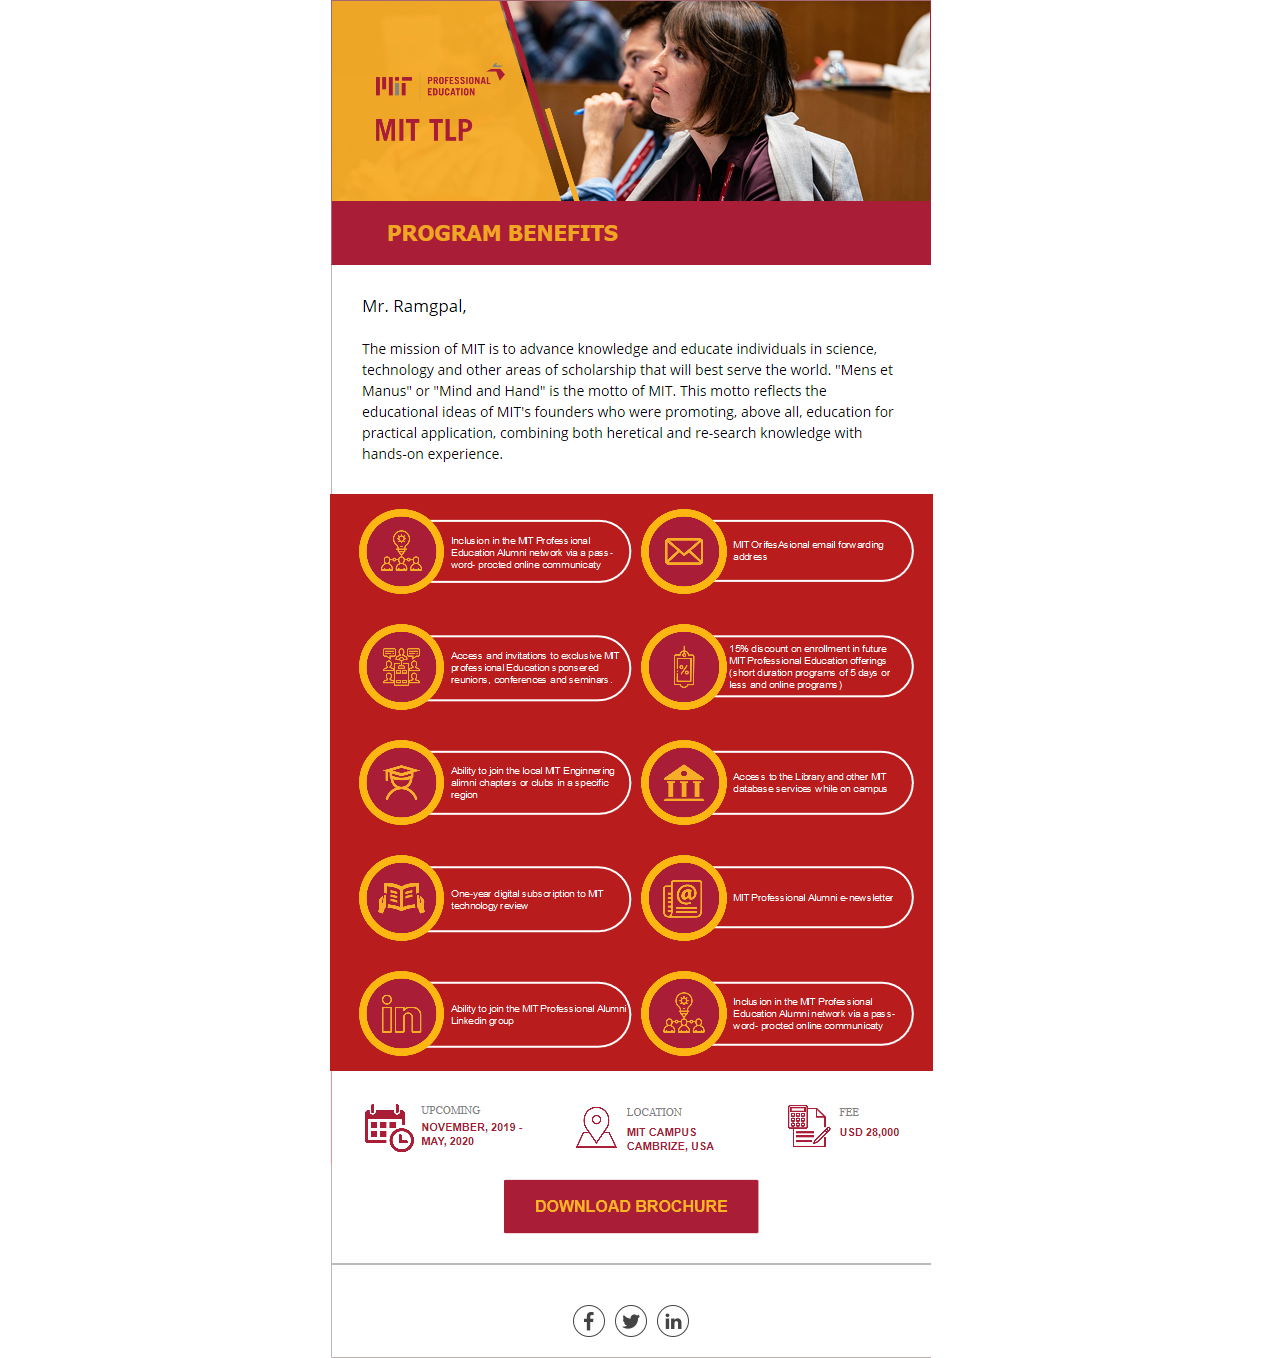 MIT PROFESSIONAL
EDUCATION
MIT TLP
PROGRAM BENEFITS
Mr. Ramgpal,
The mission of MIT is to advance knowledge and educate individuals in science,
technology and other areas of scholarship that will best serve the world. "Mens et
Manus" or "Mind and Hand" is the motto of MIT. This motto reflects the
educational ideas of MIT's founders who were promoting, above all, education for
practical application, combining both heretical and re-search knowledge with
hands-on experience.
Inclusion in the MIT Professional
Education Alumni network via a pass-
word- procted online communicaty
MIT OrifesAsional email forwarding
address
Access and invitations to exclusive MIT
professional Education sponsered
reunions, conferences and seminars.
15% discount on enrollment in future
MIT Professional Education offerings
(short duration programs of 5 days or
less and online programs)
Ability to join the local MIT Enginnering
alimni chapters or clubs in a specific
region
Access to the Library and other MIT
database services while on campus
One-year digital subscription to MIT
technology review
MIT Professional Alumni e-newsletter
Ability to join the MIT Professional Alumni
Linkedin group
Inclusion in the MIT Professional
Education Alumni network via a pass-
word- procted online communicaty
UPCOMING
NOVEMBER, 2019 -
MAY, 2020
LOCATION
MIT CAMPUS
CAMBRIZE, USA
FEE
USD 28,000
DOWNLOAD BROCHURE